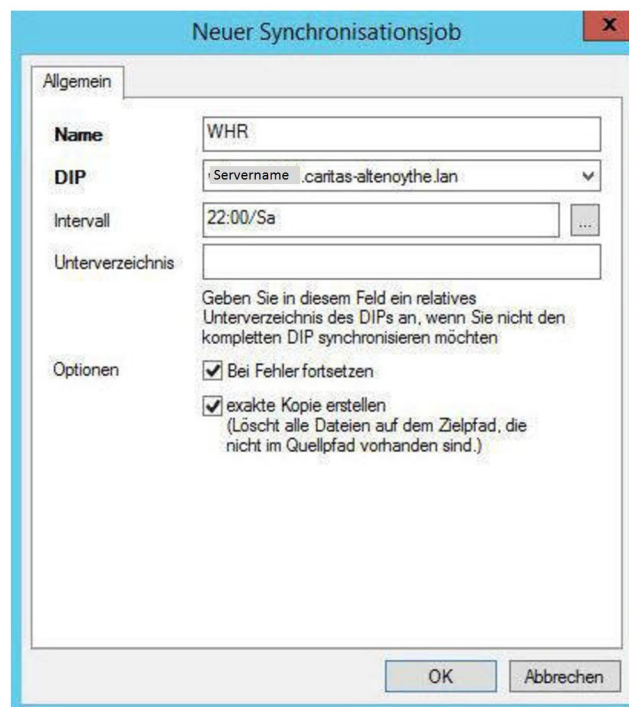 Neuer Synchronisationsjob
x
Allgemein
Name
WHR
DIP
Servername .caritas-altenoythe.lan
Intervall
22:00/Sa
...
Unterverzeichnis
Geben Sie in diesem Feld ein relatives
Unterverzeichnis des DIPs an, wenn Sie nicht den
kompletten DIP synchronisieren möchten
Optionen
Bei Fehler fortsetzen
exakte Kopie erstellen
(Löscht alle Dateien auf dem Zielpfad, die
nicht im Quellpfad vorhanden sind.)
OK
Abbrechen